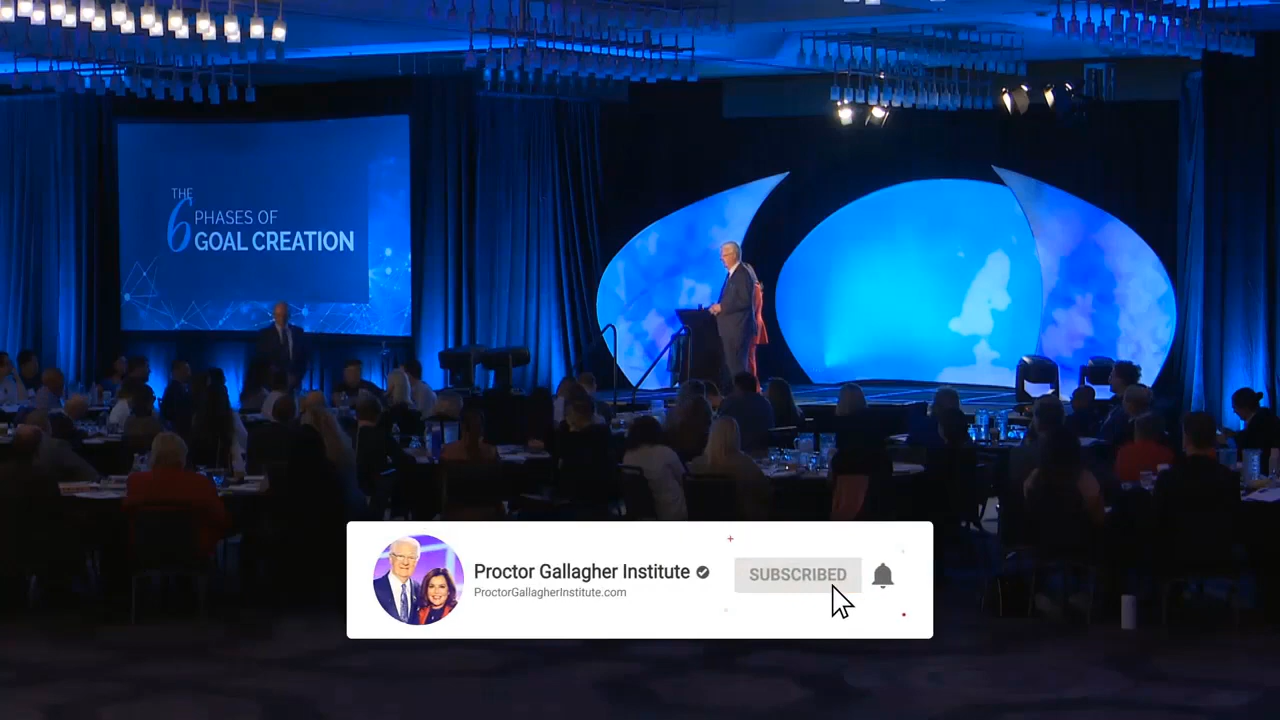 THE
6 PHASES OF
GOAL CREATION
Proctor Gallagher Institute
ProctorGallagherInstitute.com
SUBSCRIBED